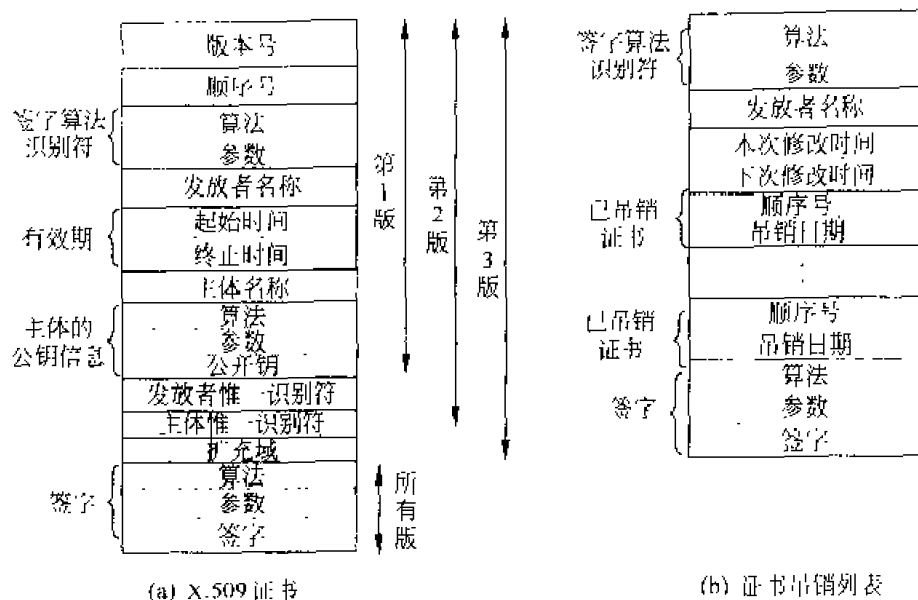 版本号
顺序号
签字算法
识别符
算法
参数
发放者名称
有效期
起始时间
终止时间
主体名称
主体的
公钥信息
算法
参数
公开钥
发放者惟一识别符
主体惟一识别符
扩充域
签字
算法
参数
签字
第1版
第2版
第3版
所有版
(a) X.509 证书
签字算法
识别符
算法
参数
发放者名称
本次修改时间
下次修改时间
已吊销
证书
顺序号
吊销日期
已吊销
证书
顺序号
吊销日期
签字
算法
参数
签字
(b) 证书吊销列表